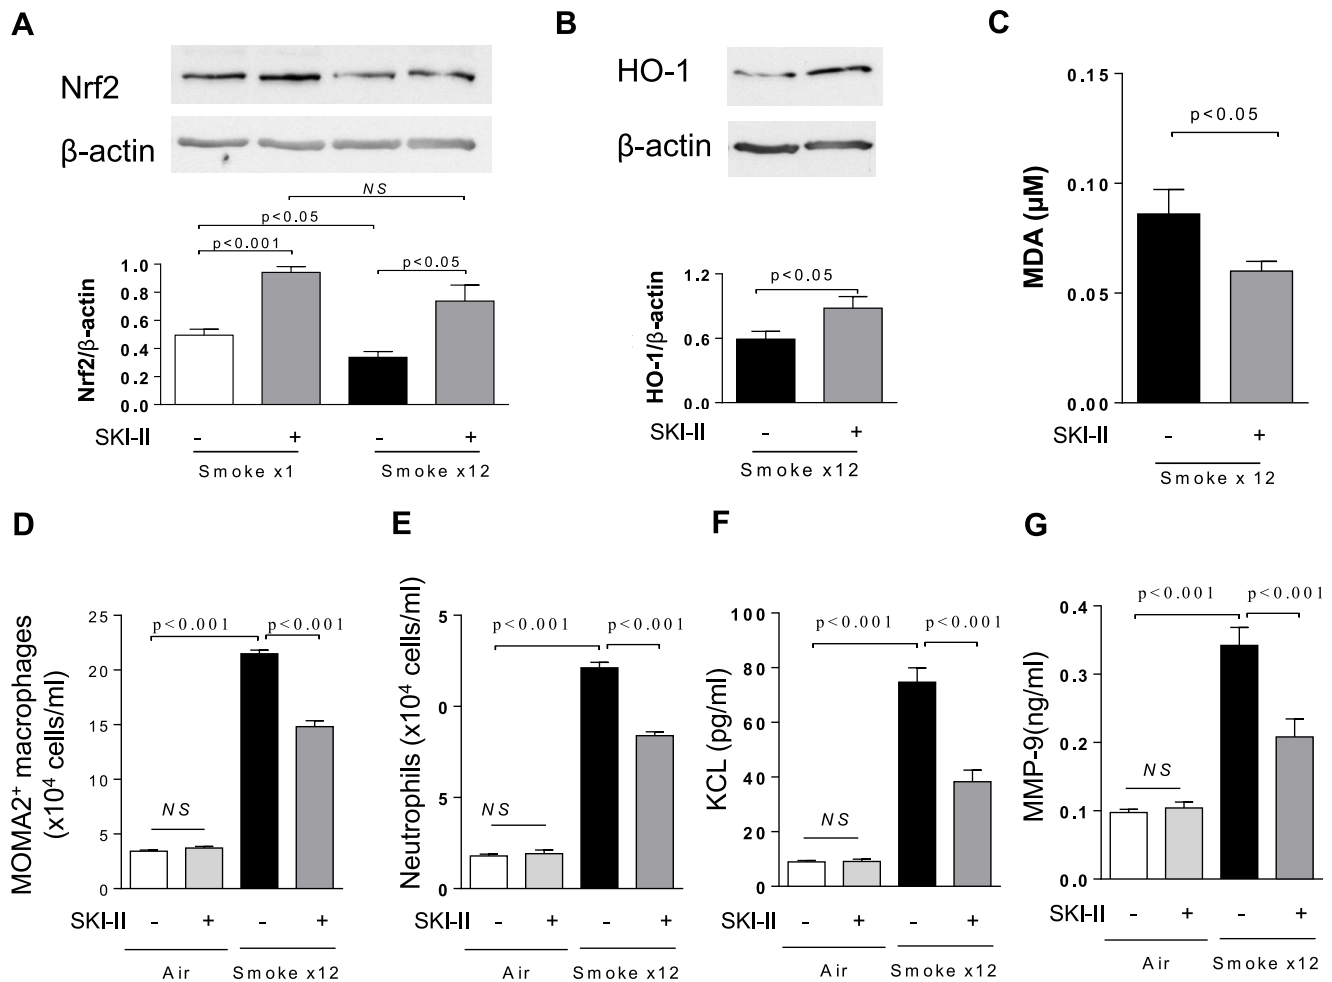 A
Nrf2
β-actin
NS
p<0.05
p<0.001
p<0.05
Nrf2/β-actin
1.0
0.8
0.6
0.4
0.2
0.0
SKI-II - + - +
Smoke x1 Smoke x12
B
HO-1
β-actin
p<0.05
HO-1/β-actin
1.2
0.6
0.0
SKI-II - +
Smoke x12
C
MDA (µM)
0.15
0.10
0.05
0.00
p<0.05
SKI-II - +
Smoke x 12
D
MOMA2⁺ macrophages
(x10⁴ cells/ml)
25
20
15
10
5
0
p<0.001 p<0.001
NS
SKI-II - + - +
Air Smoke x12
E
Neutrophils (x10⁴ cells/ml)
5
0
5
0
p<0.001 p<0.001
NS
SKI-II - + - +
Air Smoke x12
F
KCL (pg/ml)
100
80
60
40
20
0
p<0.001 p<0.001
NS
SKI-II - + - +
Air Smoke x12
G
MMP-9(ng/ml)
0.4
0.3
0.2
0.1
0.0
p<0.001 p<0.001
NS
SKI-II - + - +
Air Smoke x12